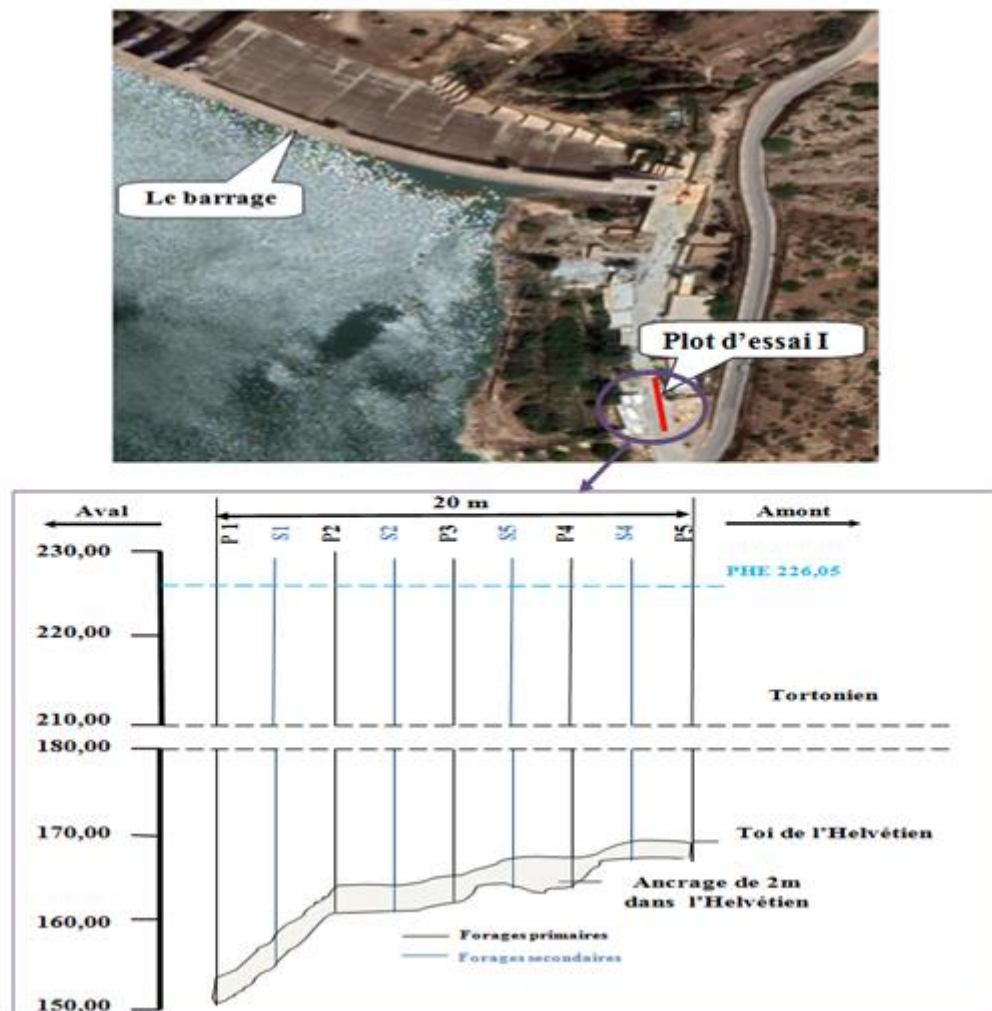 Le barrage
Plot d’essai I
20 m
Aval
Amont
P 1
S1
P2
S2
P3
S5
P4
S4
P5
230,00
PHE 226,05
220,00
Tortonien
210,00
180,00
170,00
Toi de l’Helvétien
Ancrage de 2m
dans l’Helvétien
160,00
Forages primaires
Forages secondaires
150,00